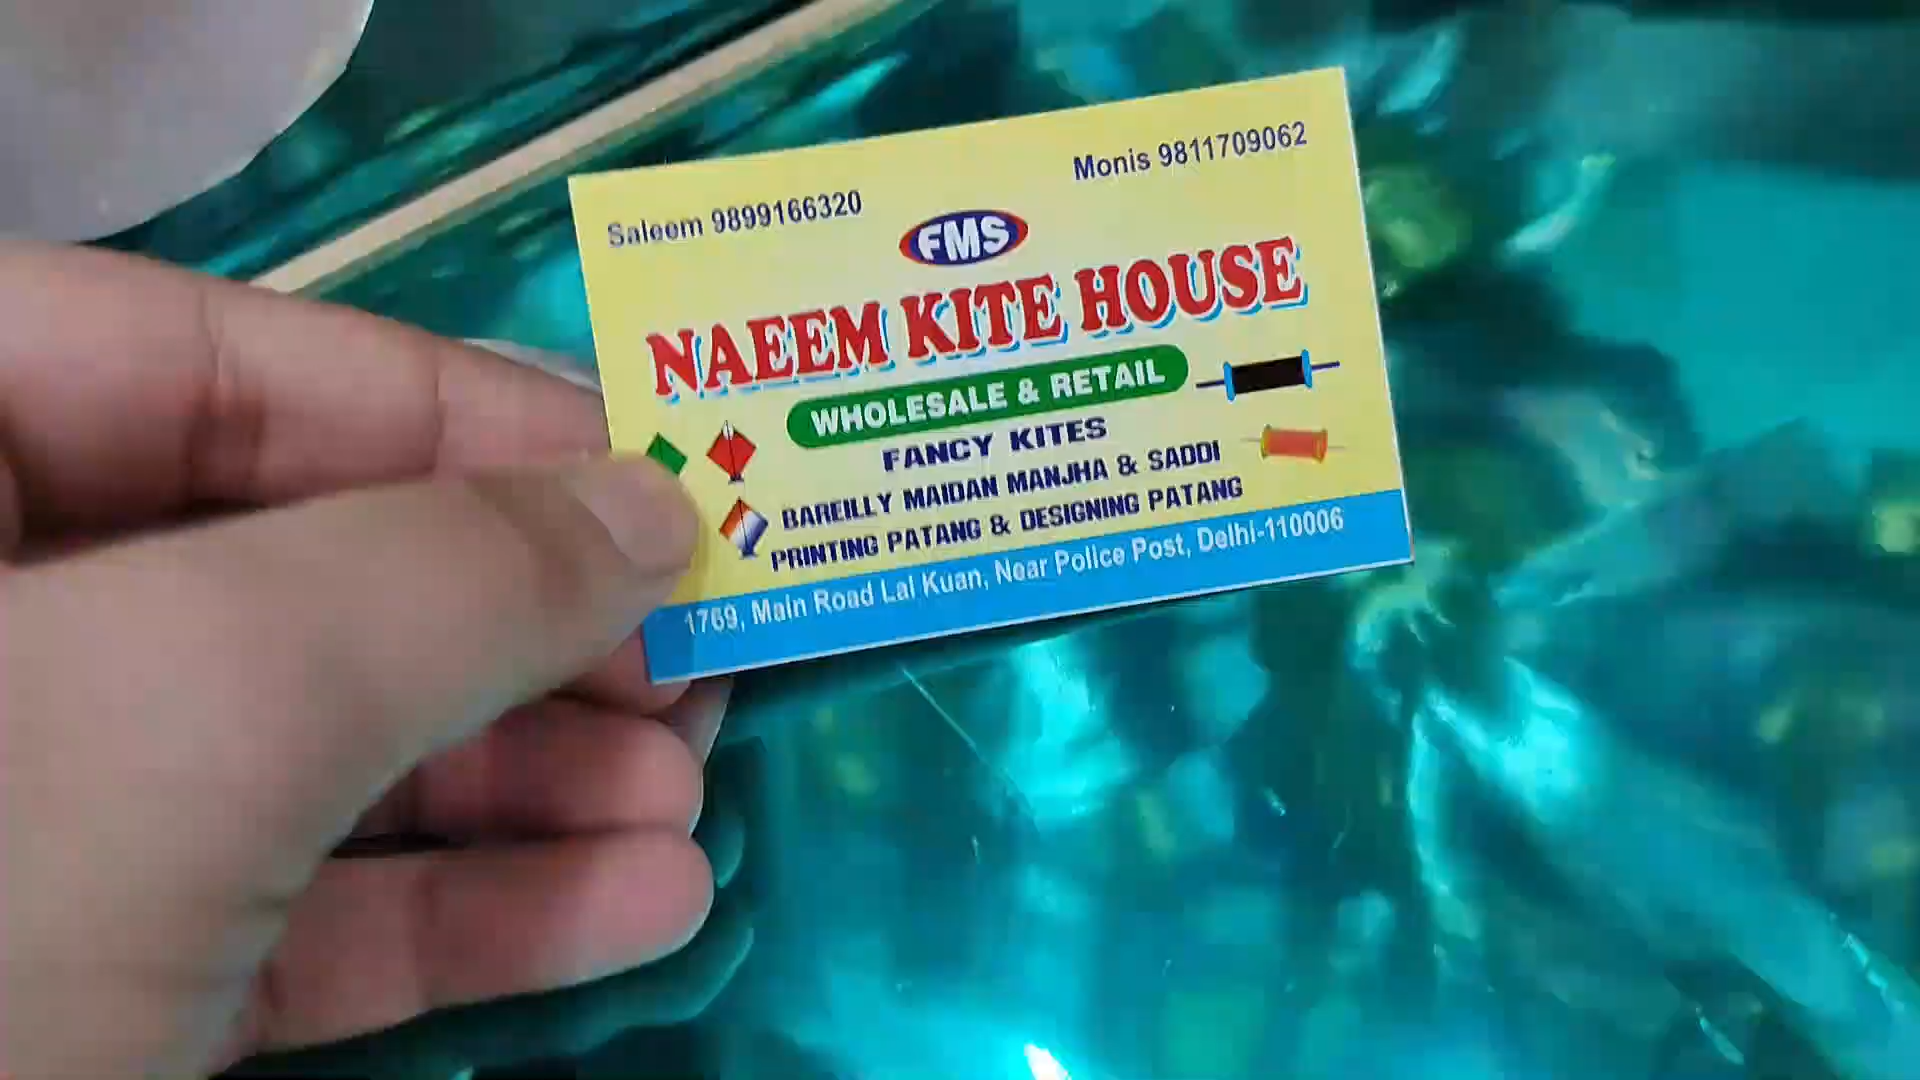 Saleem 9899166320
Monis 9811709062
FMS
NAEEM KITE HOUSE
WHOLESALE & RETAIL
FANCY KITES
BAREILLY MAIDAN MANJHA & SADDI
PRINTING PATANG & DESIGNING PATANG
1769, Main Road Lal Kuan, Near Police Post, Delhi-110006